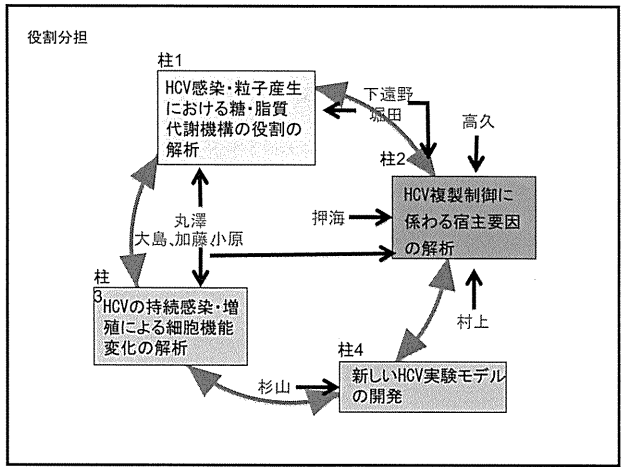 役割分担
柱1
HCV感染・粒子産生
における糖・脂質
代謝機構の役割の
解析
下遠野
堀田
高久
柱2
HCV複製制御に
係わる宿主要因
の解析
押海
丸澤
大島、加藤、小原
村上
柱
3
HCVの持続感染・増
殖による細胞機能
変化の解析
柱4
新しいHCV実験モデル
の開発
杉山